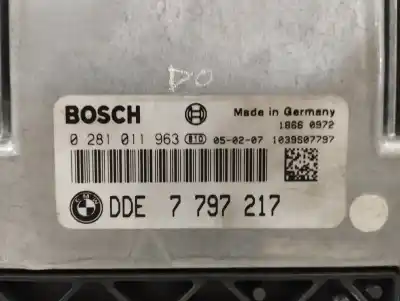 DO
BOSCH
Made in Germany
1866 0972
0 281 011 963 BTD 05-02-07 1039S07797
DDE 7 797 217